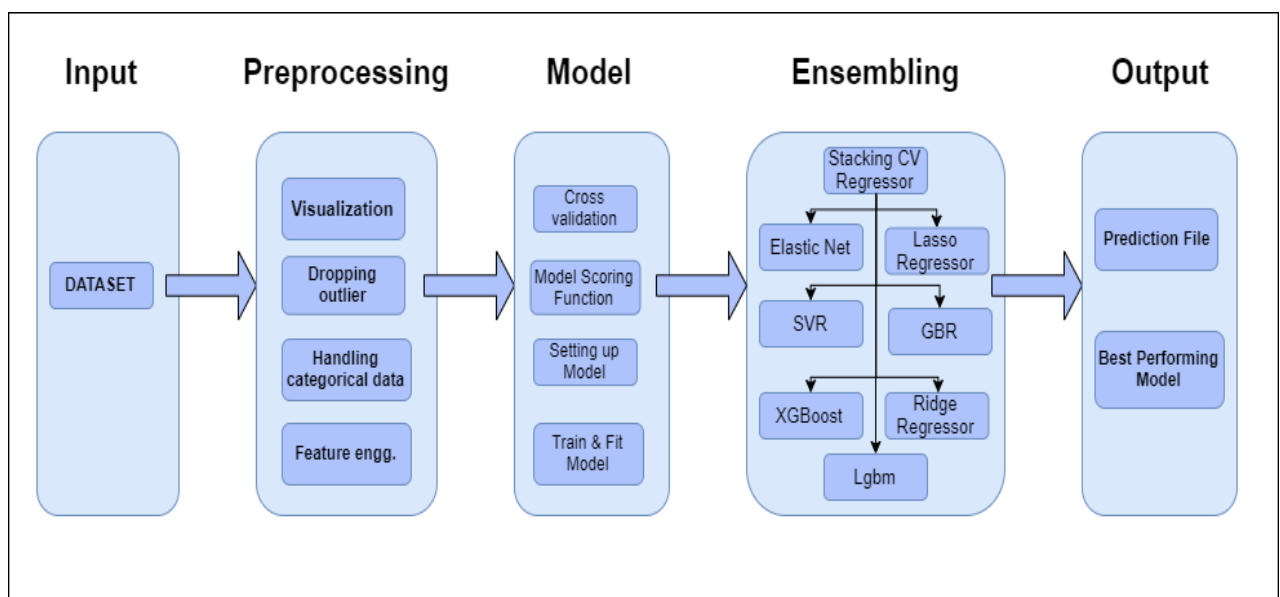 Input
Preprocessing
Model
Ensembling
Output
DATASET
Visualization
Dropping
outlier
Handling
categorical data
Feature engg.
Cross
validation
Model Scoring
Function
Setting up
Model
Train & Fit
Model
Stacking CV
Regressor
Elastic Net
Lasso
Regressor
SVR
GBR
XGBoost
Ridge
Regressor
Lgbm
Prediction File
Best Performing
Model